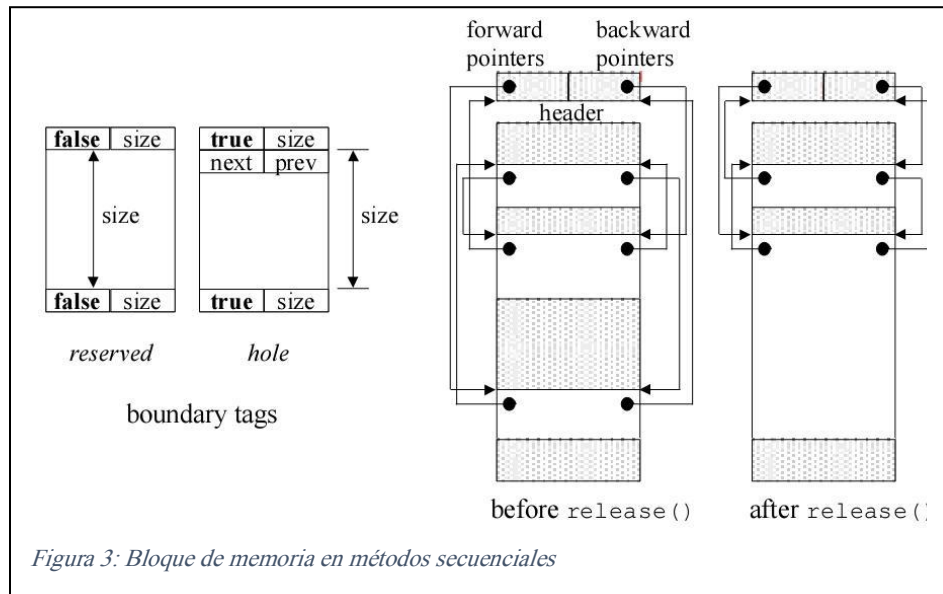 forward
pointers
backward
pointers
header
false size
size
false size
reserved
true size
next prev
size
true size
hole
boundary tags
before release()
after release()
Figura 3: Bloque de memoria en métodos secuenciales